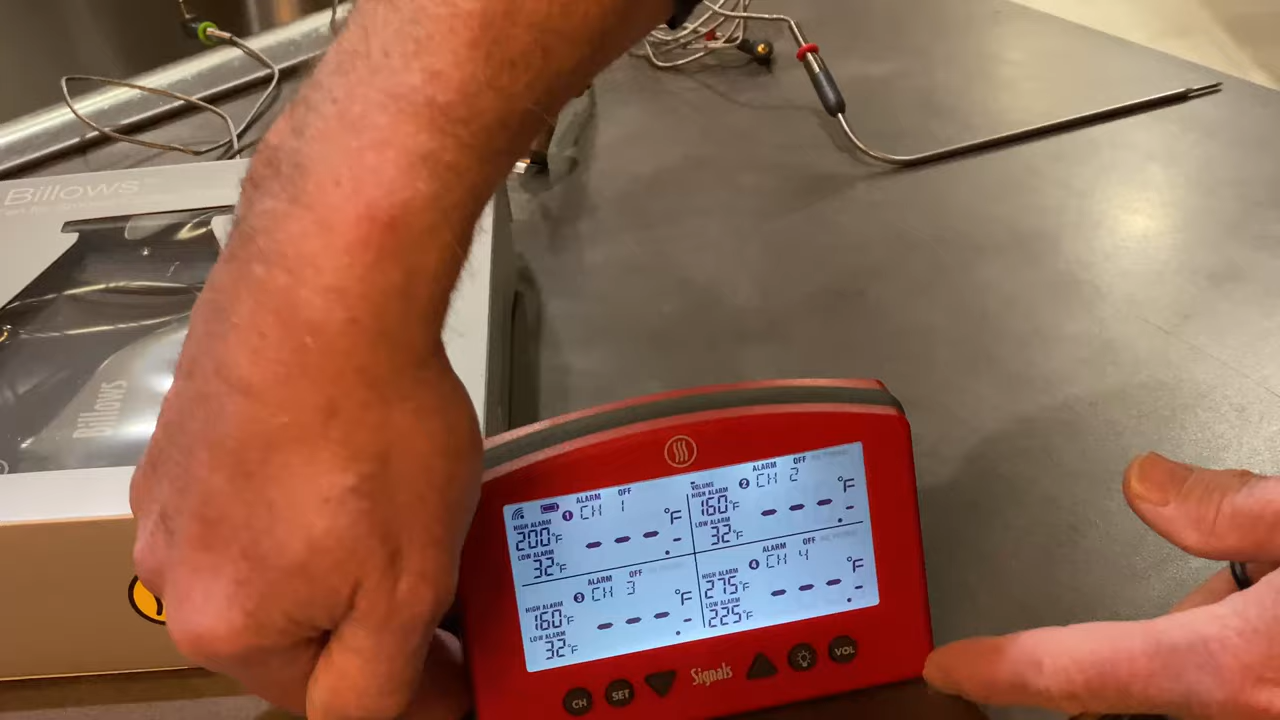 Billows
Billows
ALARM OFF
CH 1
HIGH ALARM
200°F
LOW ALARM
32°F
---.-°F
VOLUME
ALARM OFF
2 CH 2
HIGH ALARM
160°F
LOW ALARM
32°F
---.-°F
ALARM OFF
3 CH 3
HIGH ALARM
160°F
LOW ALARM
32°F
---.-°F
ALARM OFF
4 CH 4
HIGH ALARM
275°F
LOW ALARM
225°F
---.-°F
CH SET Signals VOL